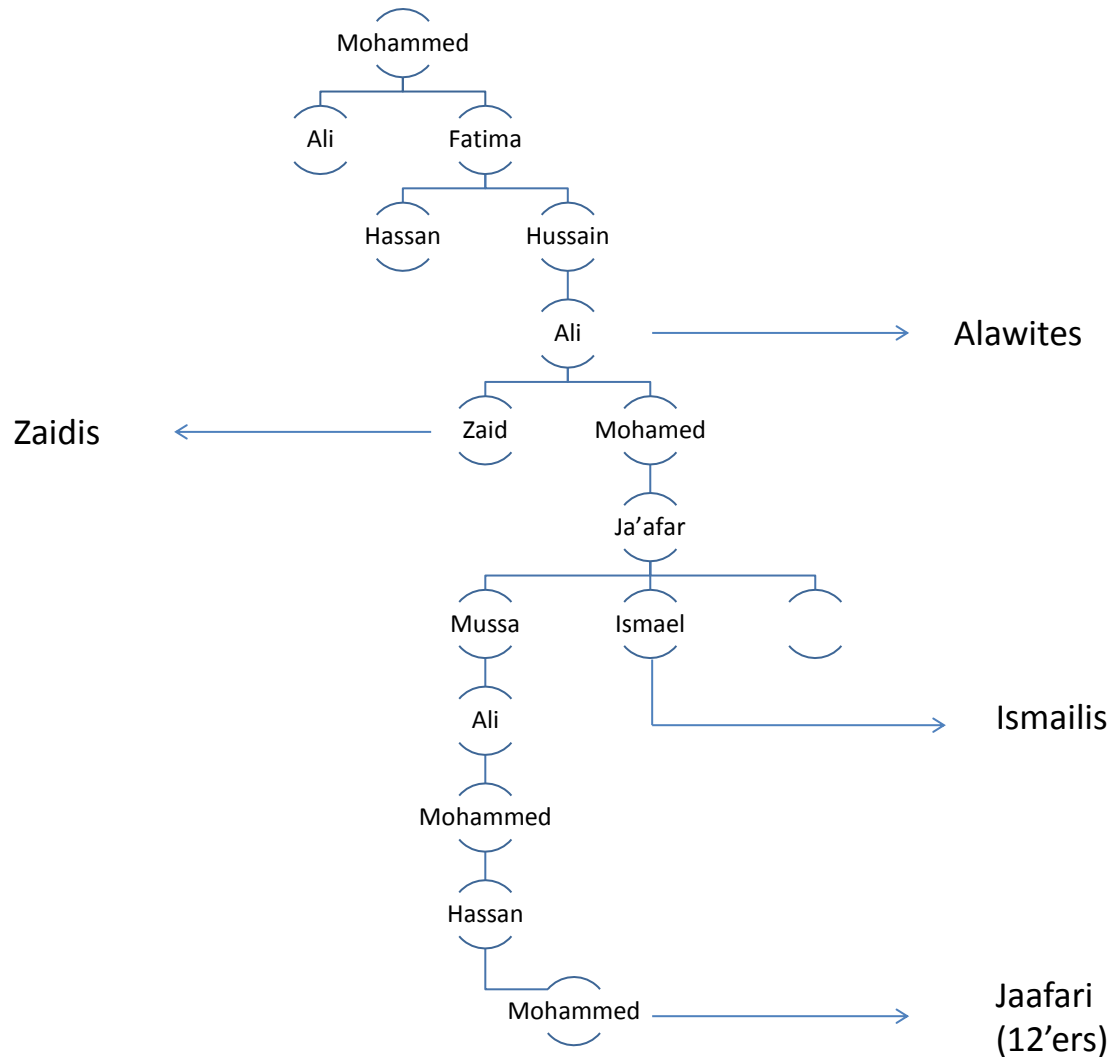 Mohammed
Ali
Fatima
Hassan
Hussain
Ali
Alawites
Zaidis
Zaid
Mohamed
Ja’afar
Mussa
Ismael
Ali
Ismailis
Mohammed
Hassan
Mohammed
Jaafari
(12’ers)